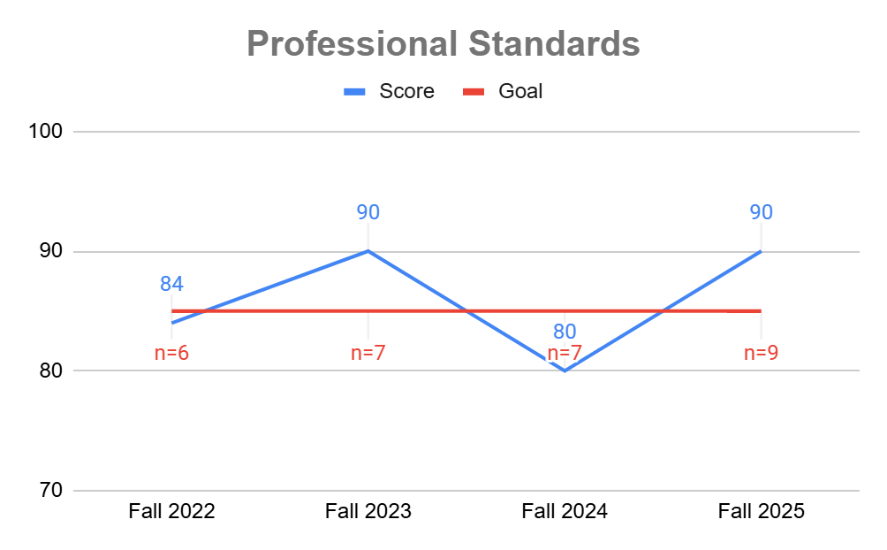 Professional Standards
Score Goal
100
90
80
70
84
90
80
90
n=6
n=7
n=7
n=9
Fall 2022 Fall 2023 Fall 2024 Fall 2025